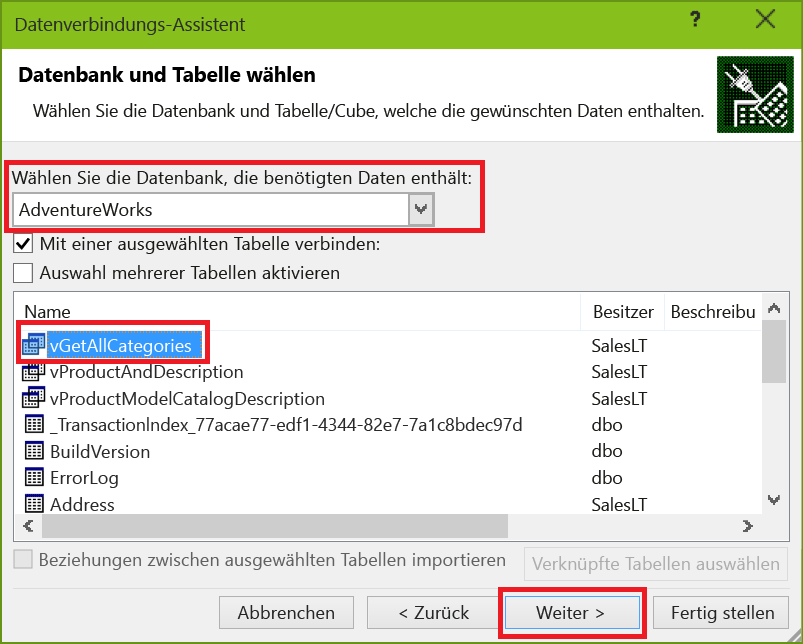 Datenverbindungs-Assistent
?
Datenbank und Tabelle wählen
Wählen Sie die Datenbank und Tabelle/Cube, welche die gewünschten Daten enthalten.
Wählen Sie die Datenbank, die benötigten Daten enthält:
AdventureWorks
Mit einer ausgewählten Tabelle verbinden:
Auswahl mehrerer Tabellen aktivieren
Name Besitzer Beschreibu
vGetAllCategories SalesLT
vProductAndDescription SalesLT
vProductModelCatalogDescription SalesLT
_TransactionIndex_77acae77-edf1-4344-82e7-7a1c8bdec97d dbo
BuildVersion dbo
ErrorLog dbo
Address SalesLT
Beziehungen zwischen ausgewählten Tabellen importieren Verknüpfte Tabellen auswählen
Abbrechen < Zurück Weiter > Fertig stellen